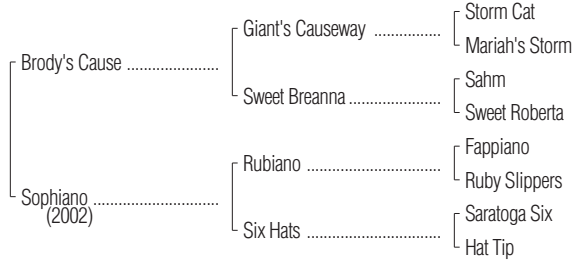 Storm Cat
Giant's Causeway ..................
Mariah's Storm
Brody's Cause .....................
Sahm
Sweet Breanna .....................
Sweet Roberta
Fappiano
Rubiano ..............................
Ruby Slippers
Sophiano ............................
(2002)
Saratoga Six
Six Hats ..............................
Hat Tip